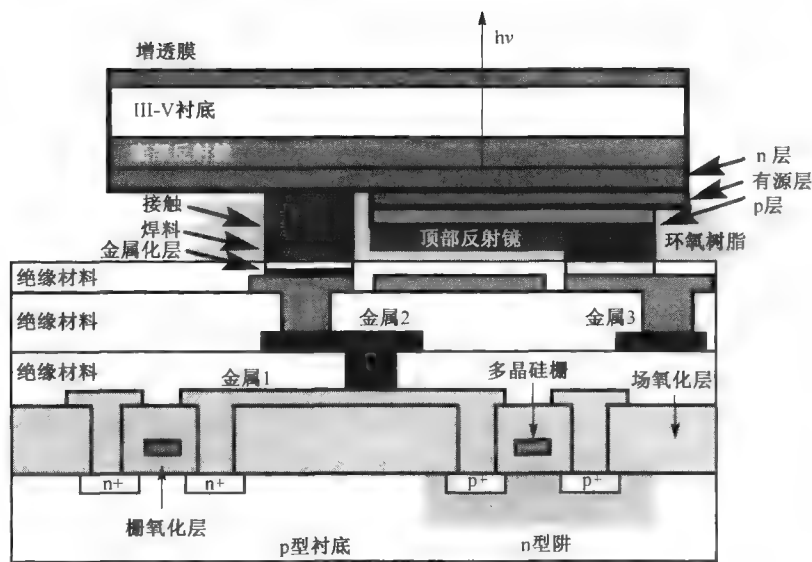 hν
增透膜
III-V衬底
n 层
有源层
p层
接触
焊料
金属化层
顶部反射镜
环氧树脂
绝缘材料
绝缘材料
金属2
金属3
绝缘材料
金属1
多晶硅栅
场氧化层
n+
n+
p+
p+
栅氧化层
p型衬底
n型阱